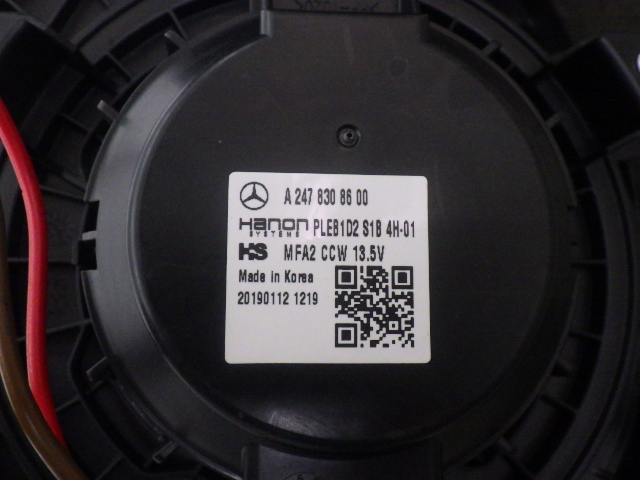 A 247 830 86 00
Hanon SYSTEMS PLEB1D2 S1B 4H-01
HS MFA2 CCW 13.5V
Made in Korea
20190112 1219